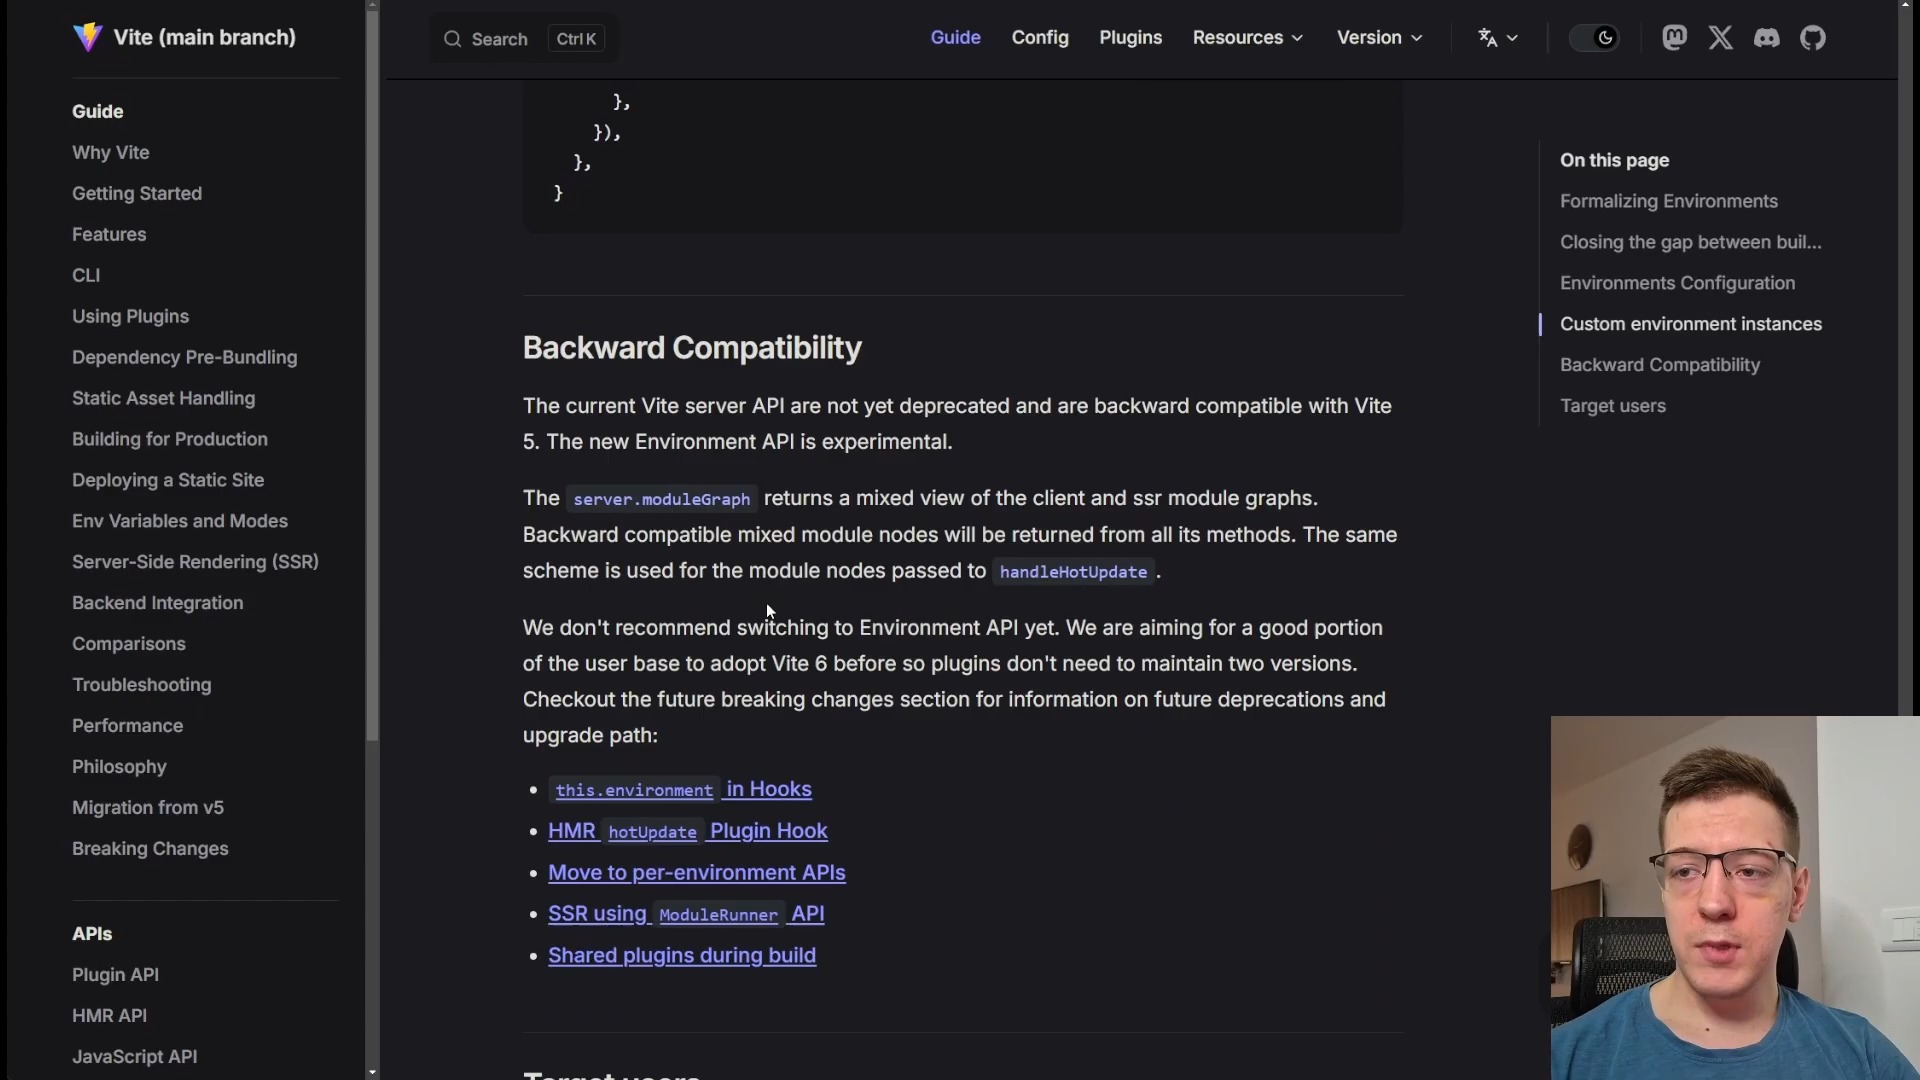 Vite (main branch)
Search Ctrl K
Guide Config Plugins Resources Version
Guide
Why Vite
Getting Started
Features
CLI
Using Plugins
Dependency Pre-Bundling
Static Asset Handling
Building for Production
Deploying a Static Site
Env Variables and Modes
Server-Side Rendering (SSR)
Backend Integration
Comparisons
Troubleshooting
Performance
Philosophy
Migration from v5
Breaking Changes
APIs
Plugin API
HMR API
JavaScript API
},
}),
},
}
Backward Compatibility
The current Vite server API are not yet deprecated and are backward compatible with Vite
5. The new Environment API is experimental.
The server.moduleGraph returns a mixed view of the client and ssr module graphs.
Backward compatible mixed module nodes will be returned from all its methods. The same
scheme is used for the module nodes passed to handleHotUpdate .
We don't recommend switching to Environment API yet. We are aiming for a good portion
of the user base to adopt Vite 6 before so plugins don't need to maintain two versions.
Checkout the future breaking changes section for information on future deprecations and
upgrade path:
• this.environment in Hooks
• HMR hotUpdate Plugin Hook
• Move to per-environment APIs
• SSR using ModuleRunner API
• Shared plugins during build
Target users
On this page
Formalizing Environments
Closing the gap between buil...
Environments Configuration
Custom environment instances
Backward Compatibility
Target users